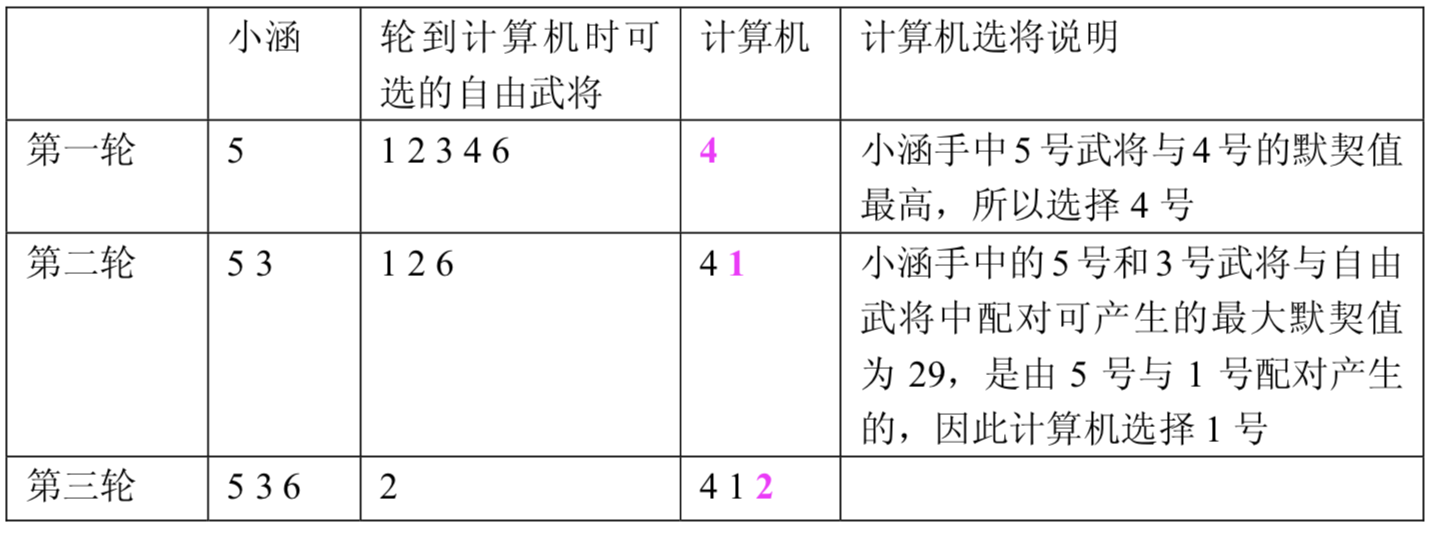 小涵 轮到计算机时可 计算机 计算机选将说明
选的自由武将
第一轮 5 1 2 3 4 6 4 小涵手中 5 号武将与 4 号的默契值
最高，所以选择 4 号
第二轮 5 3 1 2 6 4 1 小涵手中的 5 号和 3 号武将与自由
武将中配对可产生的最大默契值
为 29，是由 5 号与 1 号配对产生
的，因此计算机选择 1 号
第三轮 5 3 6 2 4 1 2